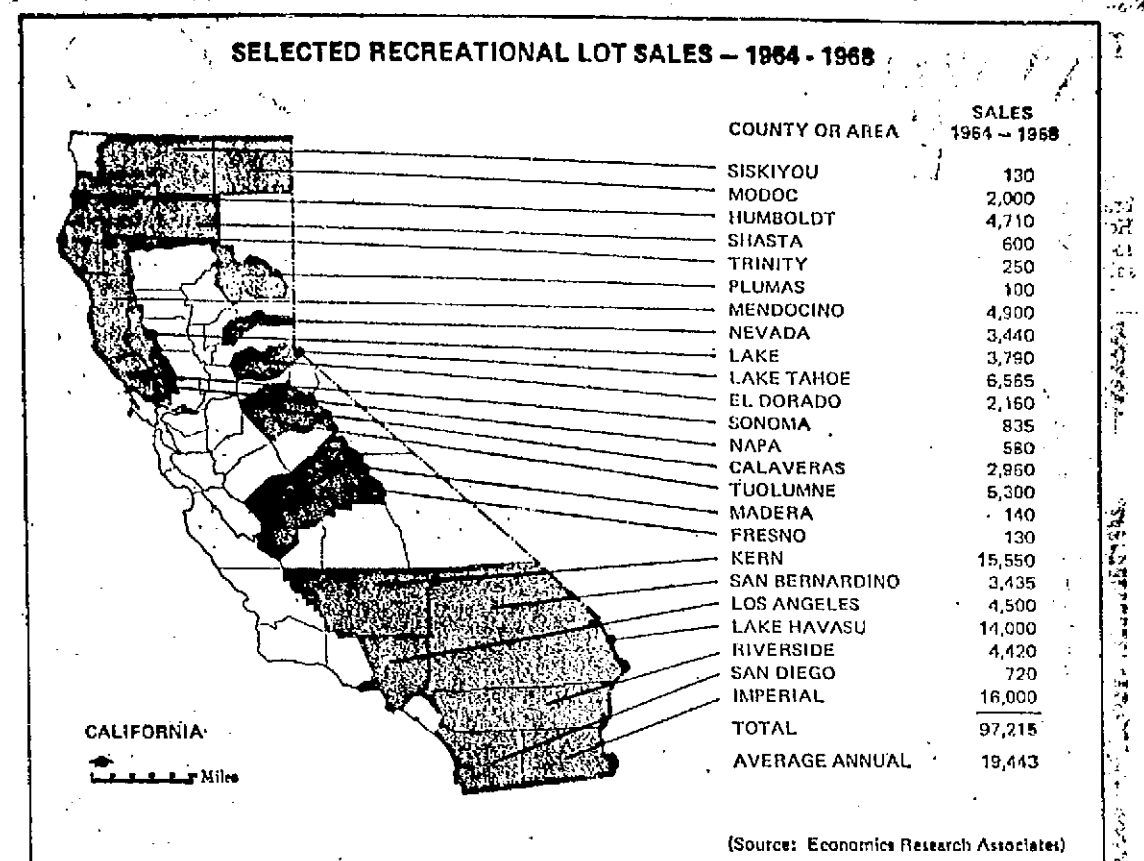 SELECTED RECREATIONAL LOT SALES — 1964 - 1968
COUNTY OR AREA SALES 1964 – 1968
SISKIYOU 130
MODOC 2,000
HUMBOLDT 4,710
SHASTA 600
TRINITY 250
PLUMAS 100
MENDOCINO 4,900
NEVADA 3,440
LAKE 3,790
LAKE TAHOE 6,565
EL DORADO 2,160
SONOMA 835
NAPA 580
CALAVERAS 2,960
TUOLUMNE 5,300
MADERA 140
FRESNO 130
KERN 15,550
SAN BERNARDINO 3,435
LOS ANGELES 4,500
LAKE HAVASU 14,000
RIVERSIDE 4,420
SAN DIEGO 720
IMPERIAL 16,000
TOTAL 97,215
AVERAGE ANNUAL 19,443
CALIFORNIA
Miles
(Source: Economics Research Associates)